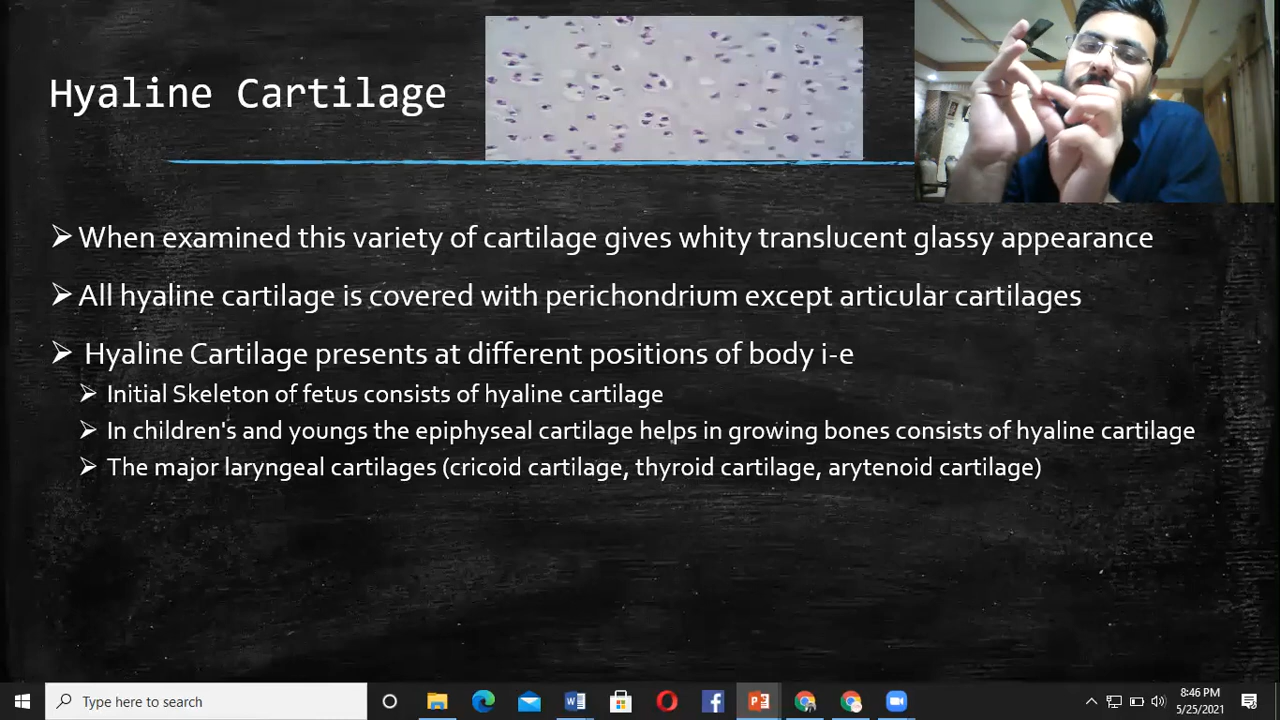 Hyaline Cartilage
When examined this variety of cartilage gives whity translucent glassy appearance
All hyaline cartilage is covered with perichondrium except articular cartilages
Hyaline Cartilage presents at different positions of body i-e
Initial Skeleton of fetus consists of hyaline cartilage
In children's and youngs the epiphyseal cartilage helps in growing bones consists of hyaline cartilage
The major laryngeal cartilages (cricoid cartilage, thyroid cartilage, arytenoid cartilage)
Type here to search
8:46 PM
5/25/2021